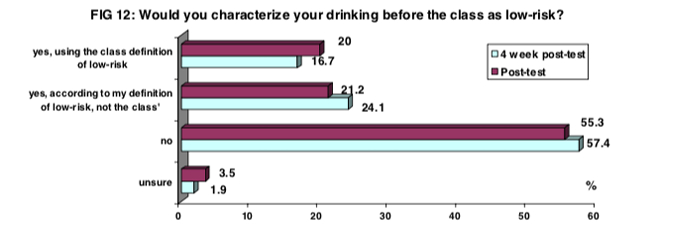 FIG 12: Would you characterize your drinking before the class as low-risk?
yes, using the class definition
of low-risk
20
16.7
4 week post-test
Post-test
yes, according to my definition
of low-risk, not the class'
21.2
24.1
no
55.3
57.4
unsure
3.5
1.9
%
0 10 20 30 40 50 60